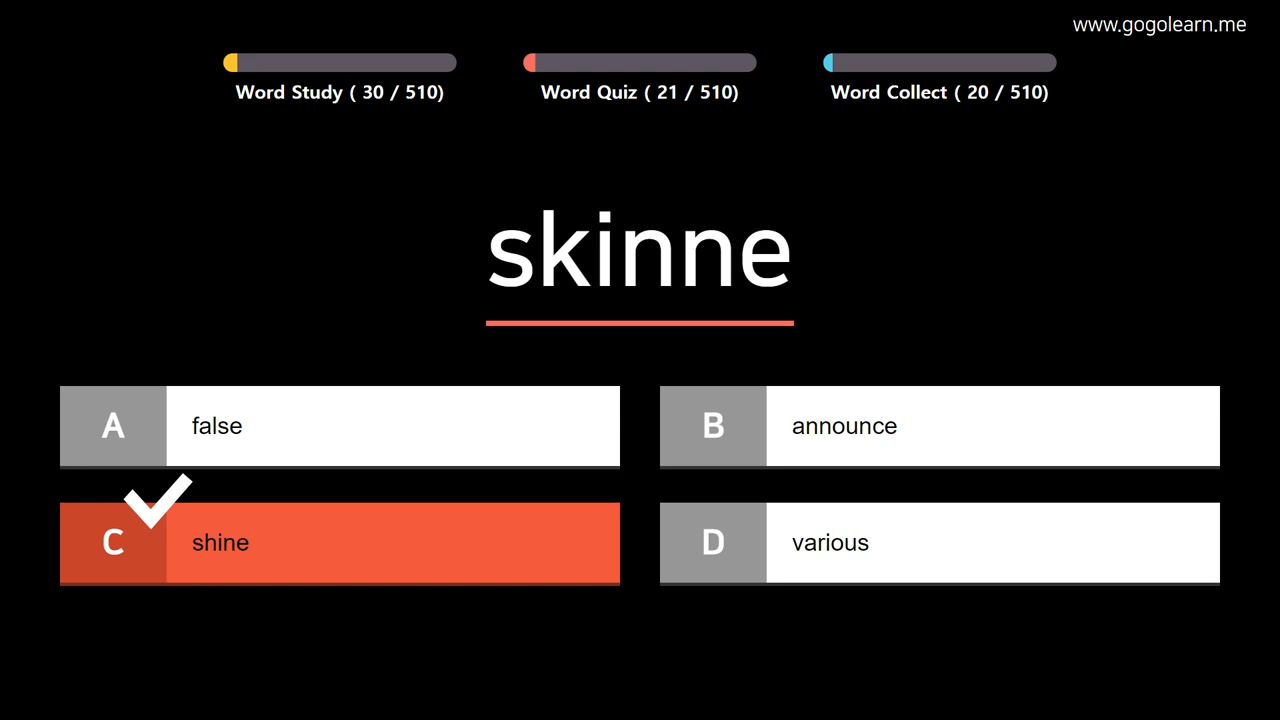 www.gogolearn.me
Word Study ( 30 / 510)
Word Quiz ( 21 / 510)
Word Collect ( 20 / 510)
skinne
A false
B announce
C shine
D various